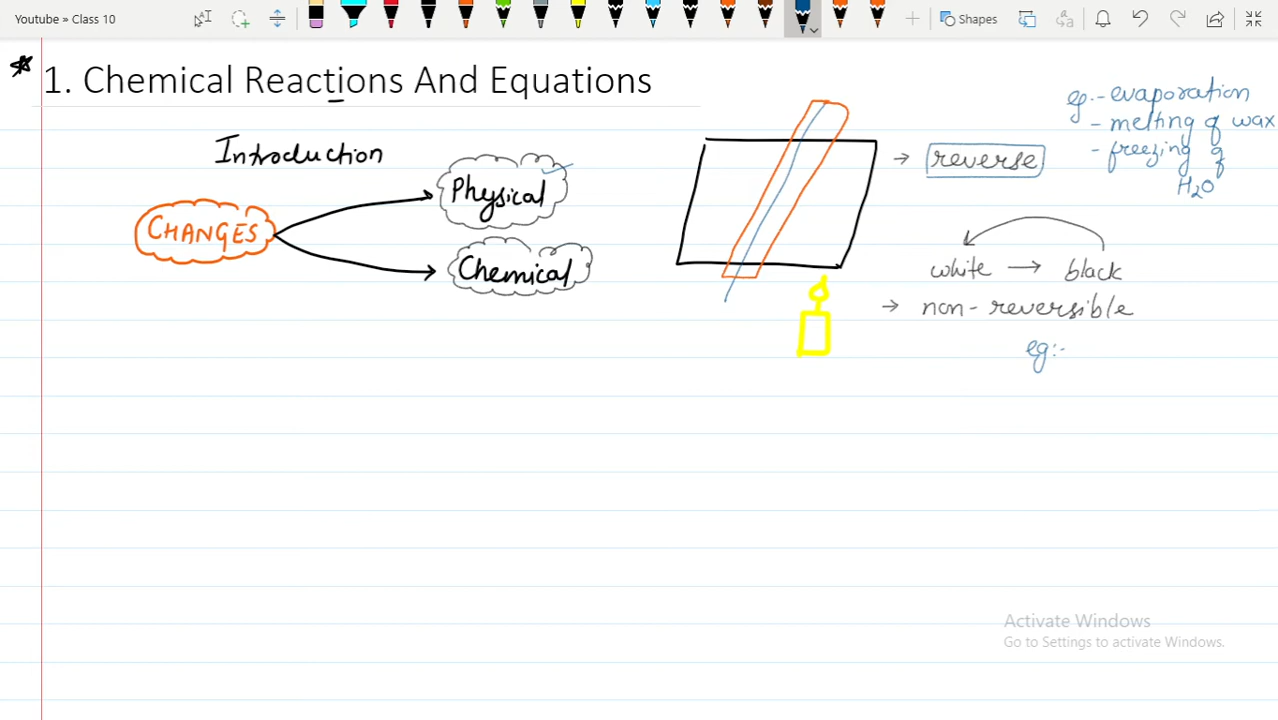 Youtube » Class 10
Shapes
1. Chemical Reactions And Equations
Introduction
CHANGES
Physical
Chemical
→ reverse
eg.- evaporation
- melting of wax
- freezing of
H₂O
white → black
→ non-reversible
eg:-
Activate Windows
Go to Settings to activate Windows.